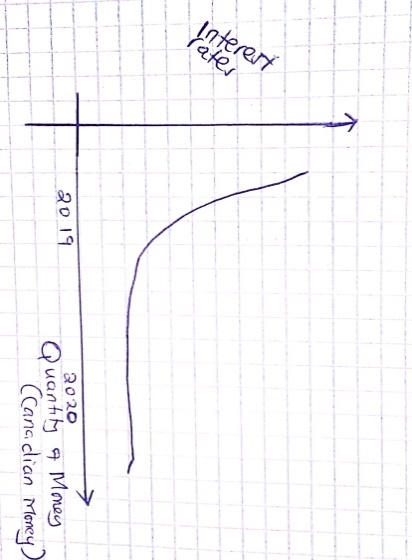 Interest
rates
2019
2020
Quantity of Money
(Canadian Money)